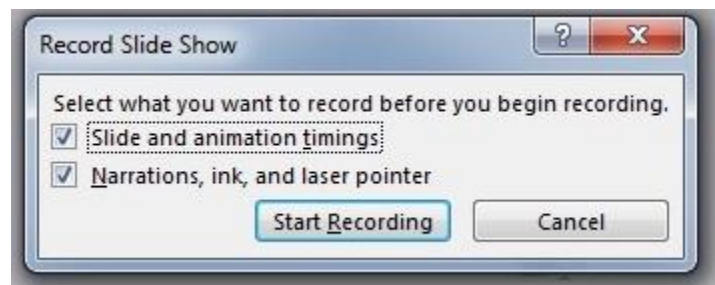 Record Slide Show
Select what you want to record before you begin recording.
Slide and animation timings
Narrations, ink, and laser pointer
Start Recording Cancel